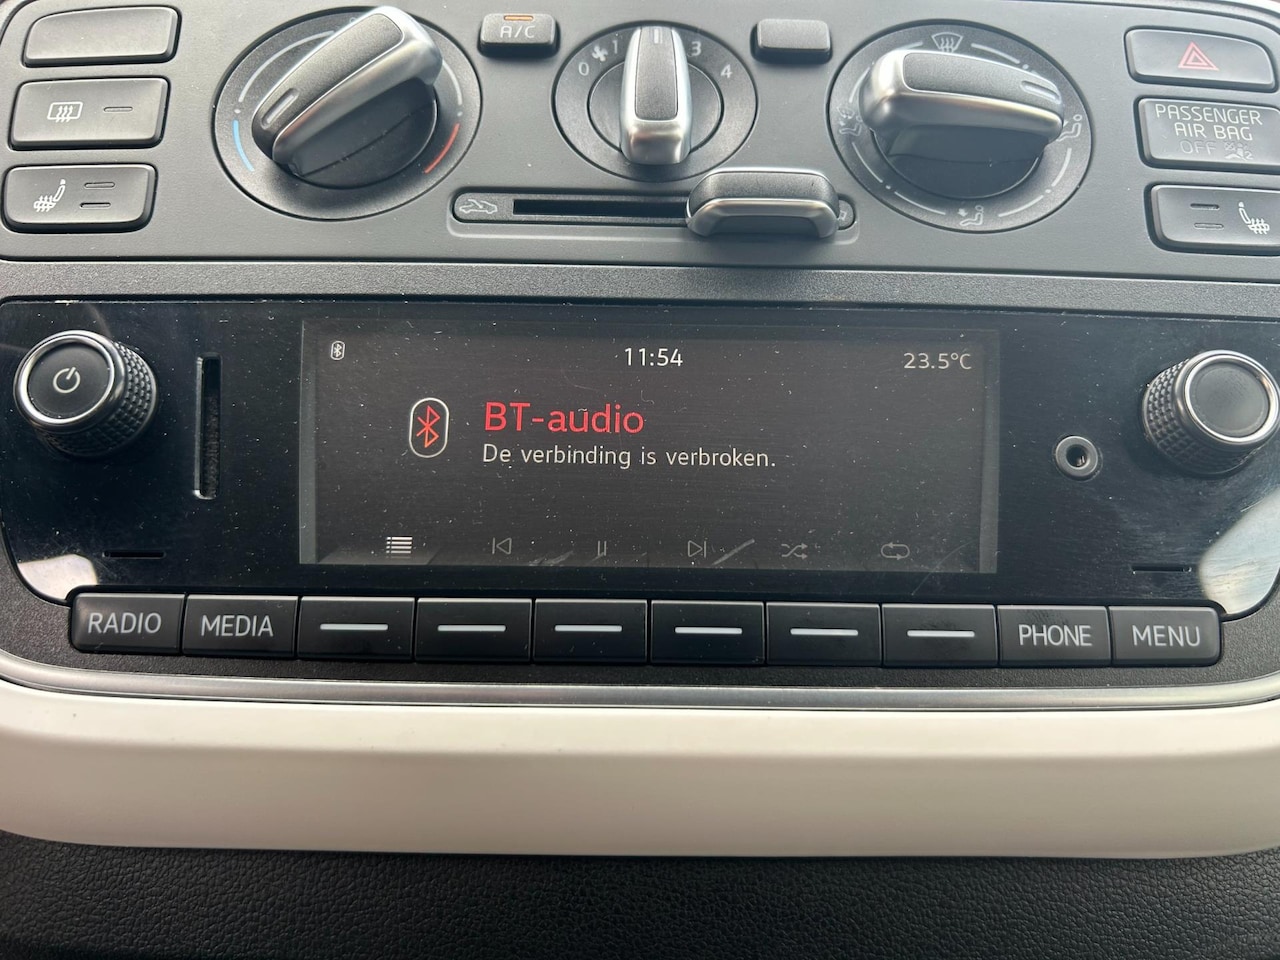 A/C
0 1 3 4
PASSENGER
AIR BAG
OFF
11:54
23.5°C
BT-audio
De verbinding is verbroken.
RADIO
MEDIA
PHONE
MENU